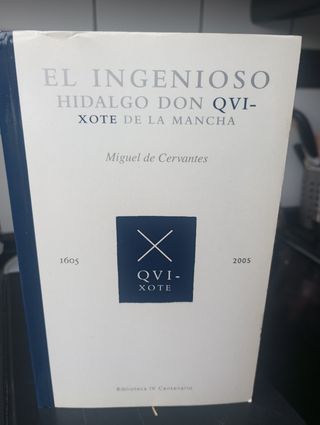 EL INGENIOSO
HIDALGO DON QVI-
XOTE DE LA MANCHA
Miguel de Cervantes
1605
QVI-
XOTE
2005
Biblioteca IV Centenario